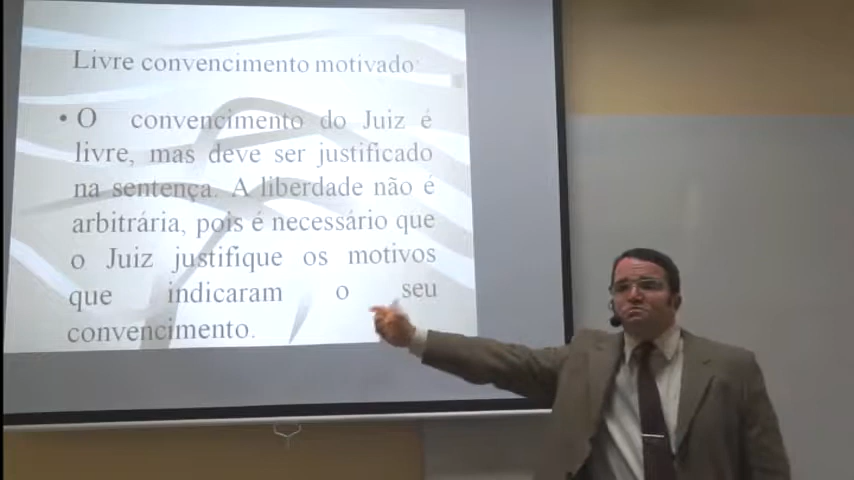 Livre convencimento motivado
• O convencimento do Juiz é
livre, mas deve ser justificado
na sentença. A liberdade não é
arbitrária, pois é necessário que
o Juiz justifique os motivos
que indicaram o seu
convencimento.